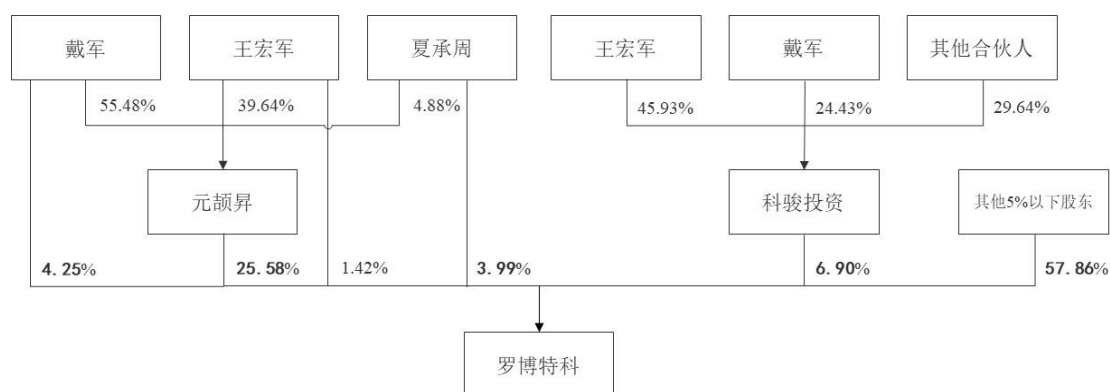 戴军
王宏军
夏承周
王宏军
戴军
其他合伙人
55.48%
39.64%
4.88%
45.93%
24.43%
29.64%
元颉昇
科骏投资
其他5%以下股东
4.25%
25.58%
1.42%
3.99%
6.90%
57.86%
罗博特科